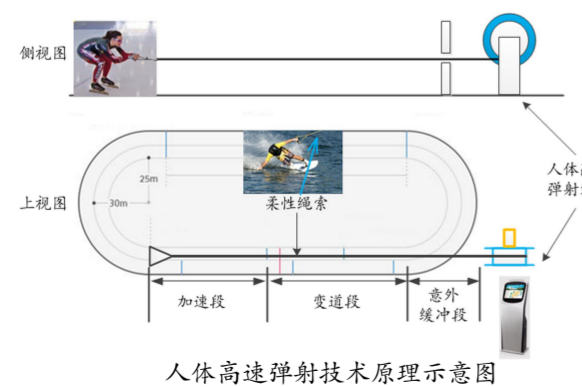 侧视图
人体高
弹射
25m
30m
上视图
柔性绳索
加速段
变道段
意外
缓冲段
人体高速弹射技术原理示意图